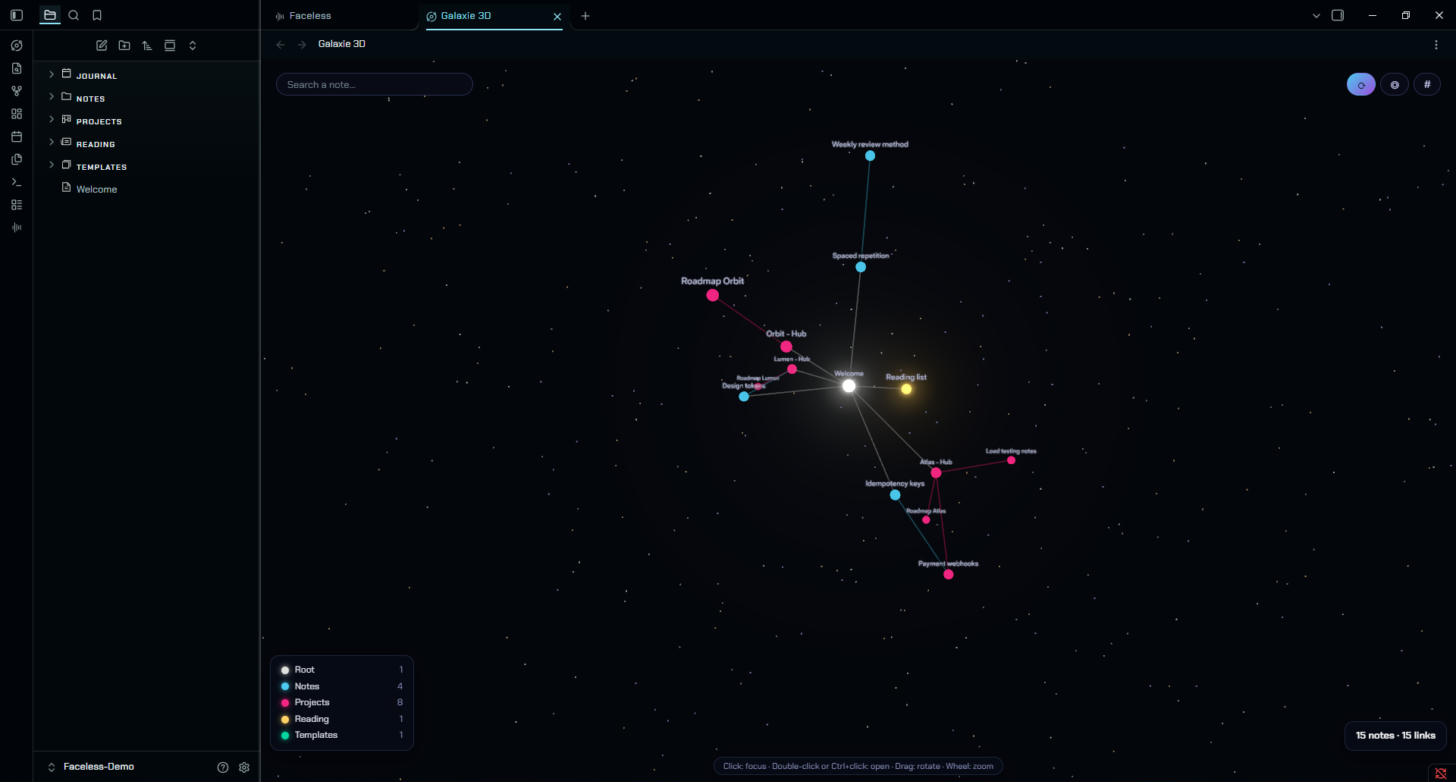 Faceless
Galaxie 3D
Galaxie 3D
JOURNAL
NOTES
PROJECTS
READING
TEMPLATES
Welcome
Faceless-Demo
Search a note...
#
Weekly review method
Spaced repetition
Roadmap Orbit
Orbit - Hub
Lumen - Hub
Welcome
Reading list
Roadmap Lumen
Design tokens
Load testing notes
Atlas - Hub
Idempotency keys
Roadmap Atlas
Payment webhooks
Root 1
Notes 4
Projects 8
Reading 1
Templates 1
15 notes · 15 links
Click: focus · Double-click or Ctrl+click: open · Drag: rotate · Wheel: zoom